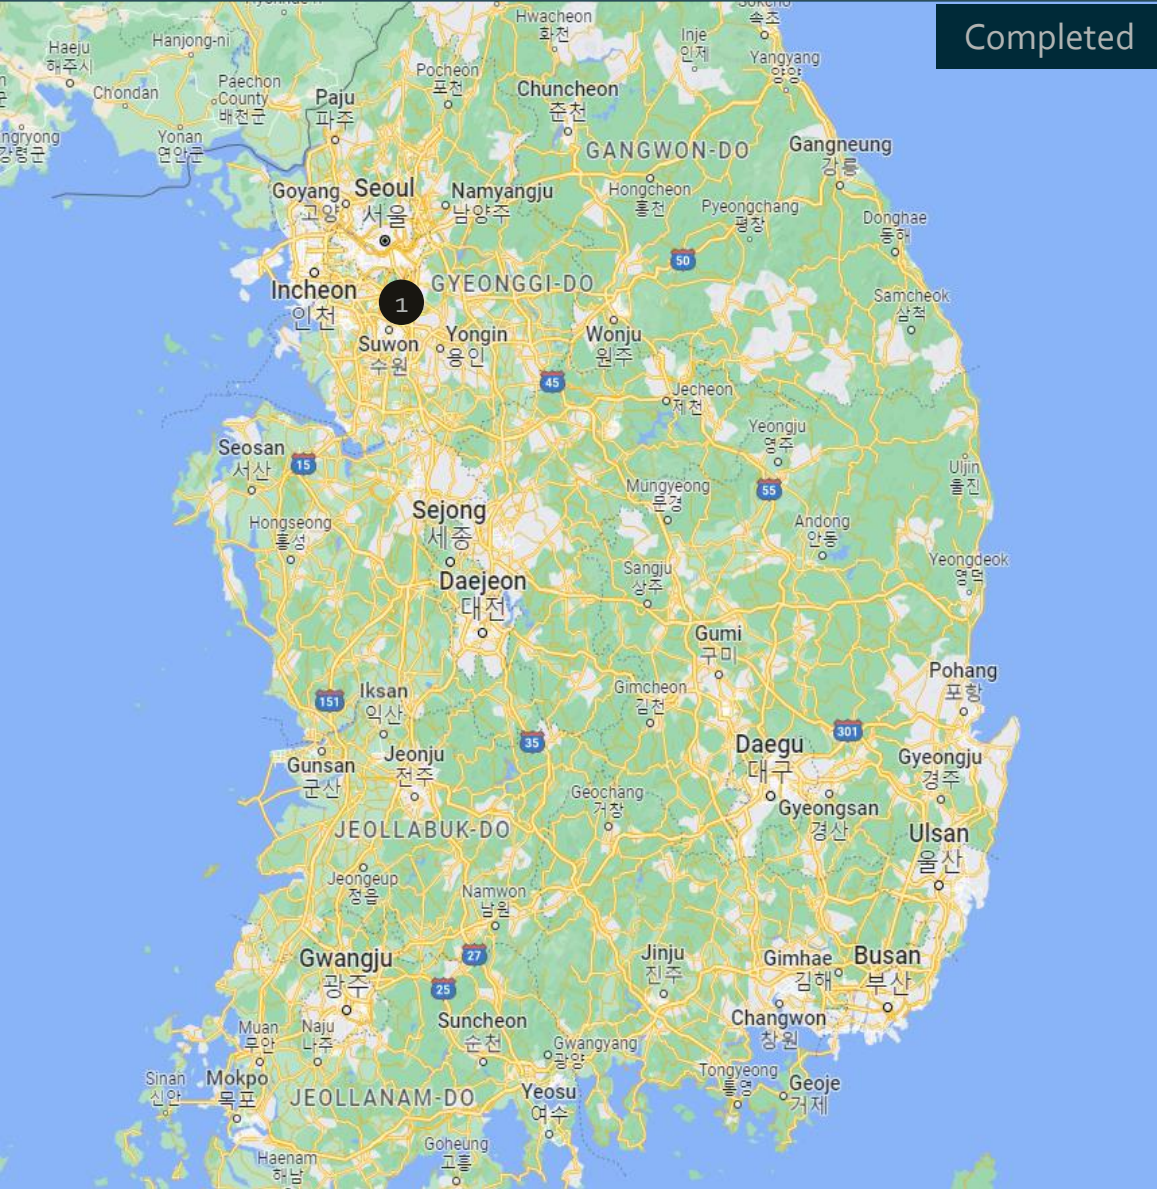 Completed
Hwacheon
화천
속초
Inje
인제
Yangyang
양양
Haeju
해주시
Hanjong-ni
Chondan
Paechon
County
배천군
Pocheon
포천
Paju
파주
Chuncheon
춘천
Yonan
연안군
강령군
GANGWON-DO
Gangneung
강릉
Goyang
고양
Seoul
서울
Namyangju
남양주
Hongcheon
홍천
Pyeongchang
평창
Donghae
동해
50
Incheon
인천
GYEONGGI-DO
1
Samcheok
삼척
Suwon
수원
Yongin
용인
Wonju
원주
45
Jecheon
제천
Yeongju
영주
Seosan
서산
15
Uljin
울진
Mungyeong
문경
55
Sejong
세종
Hongseong
홍성
Andong
안동
Daejeon
대전
Sangju
상주
Yeongdeok
영덕
Gumi
구미
Gimcheon
김천
Pohang
포항
151
Iksan
익산
35
301
Gunsan
군산
Jeonju
전주
Daegu
대구
Gyeongju
경주
Geochang
거창
Gyeongsan
경산
JEOLLABUK-DO
Ulsan
울산
Jeongeup
정읍
Namwon
남원
27
Gwangju
광주
25
Jinju
진주
Gimhae
김해
Busan
부산
Changwon
창원
Muan
무안
Naju
나주
Suncheon
순천
Gwangyang
광양
Sinan
신안
Mokpo
목포
JEOLLANAM-DO
Yeosu
여수
Tongyeong
통영
Geoje
거제
Goheung
고흥
Haenam
해남